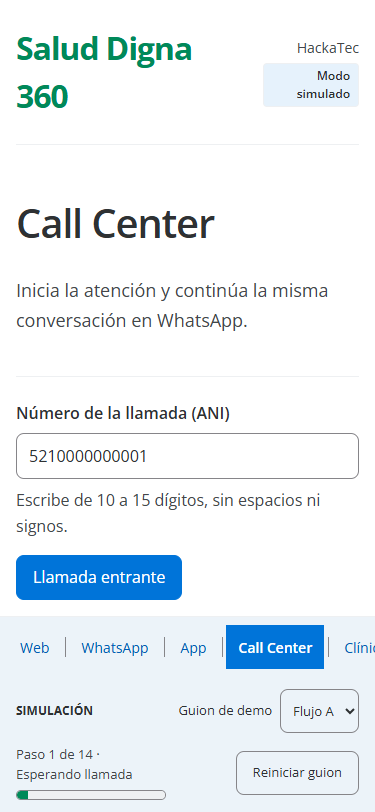 Salud Digna
360
HackaTec
Modo
simulado
Call Center
Inicia la atención y continúa la misma
conversación en WhatsApp.
Número de la llamada (ANI)
5210000000001
Escribe de 10 a 15 dígitos, sin espacios ni
signos.
Llamada entrante
Web
WhatsApp
App
Call Center
Clínic
SIMULACIÓN
Guion de demo
Flujo A
Paso 1 de 14 ·
Esperando llamada
Reiniciar guion